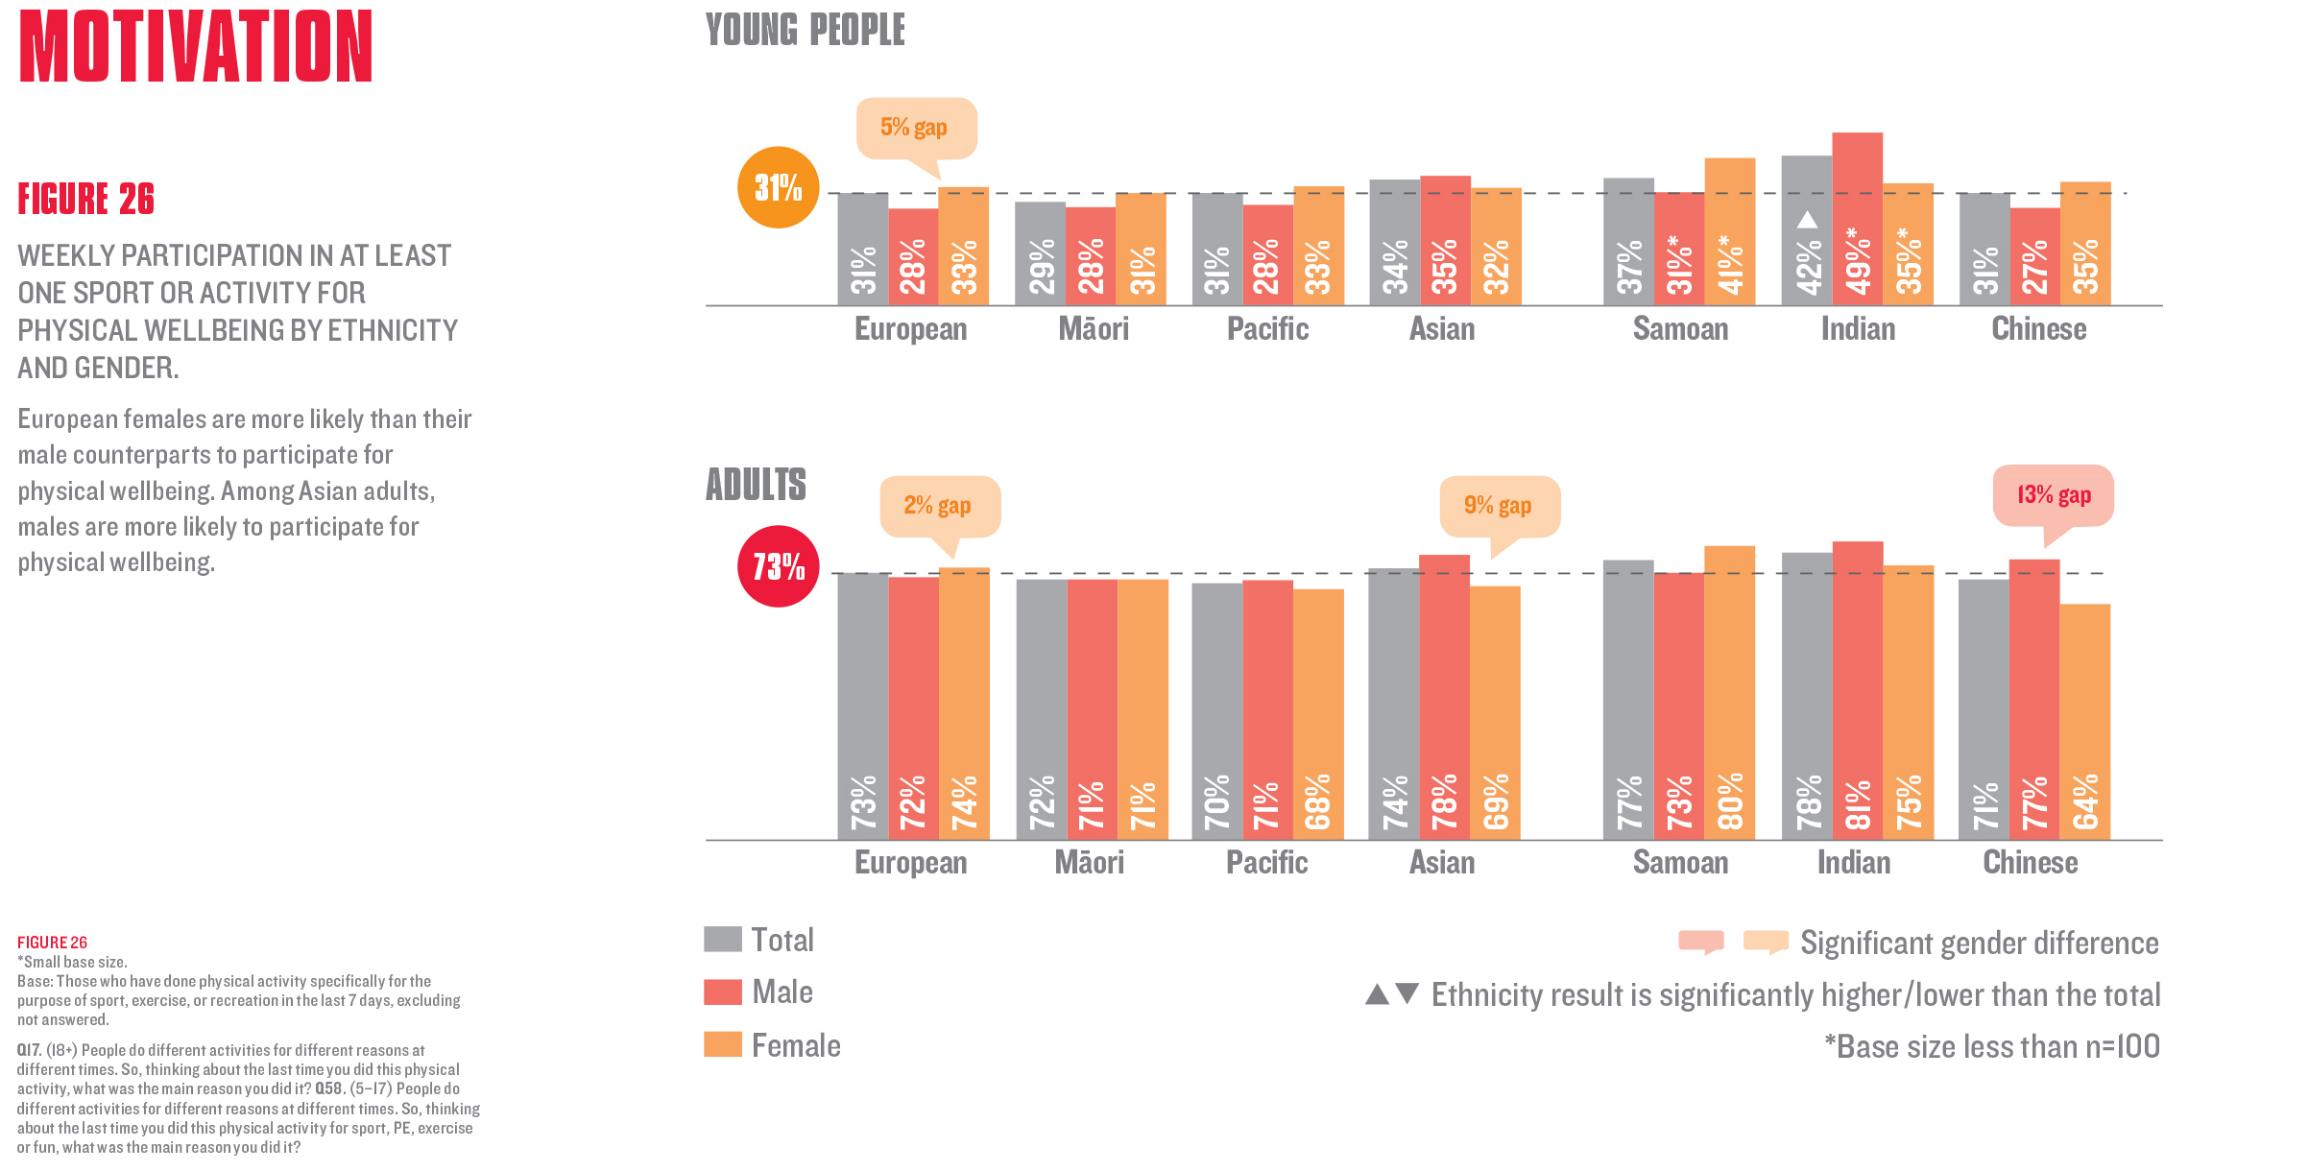 MOTIVATION
FIGURE 26
WEEKLY PARTICIPATION IN AT LEAST
ONE SPORT OR ACTIVITY FOR
PHYSICAL WELLBEING BY ETHNICITY
AND GENDER.
European females are more likely than their
male counterparts to participate for
physical wellbeing. Among Asian adults,
males are more likely to participate for
physical wellbeing.
FIGURE 26
*Small base size.
Base: Those who have done physical activity specifically for the
purpose of sport, exercise, or recreation in the last 7 days, excluding
not answered.
Q17. (18+) People do different activities for different reasons at
different times. So, thinking about the last time you did this physical
activity, what was the main reason you did it? Q58. (5–17) People do
different activities for different reasons at different times. So, thinking
about the last time you did this physical activity for sport, PE, exercise
or fun, what was the main reason you did it?
YOUNG PEOPLE
5% gap
31%
31% 28% 33% 29% 28% 31% 31% 28% 33% 34% 35% 32% 37% 31%* 41%* 42% 49%* 35%* 31% 27% 35%
European Māori Pacific Asian Samoan Indian Chinese
ADULTS
2% gap 9% gap 13% gap
73%
73% 72% 74% 72% 71% 71% 70% 71% 68% 74% 78% 69% 77% 73% 80% 78% 81% 75% 71% 77% 64%
European Māori Pacific Asian Samoan Indian Chinese
Total
Male
Female
Significant gender difference
▲▼ Ethnicity result is significantly higher/lower than the total
*Base size less than n=100